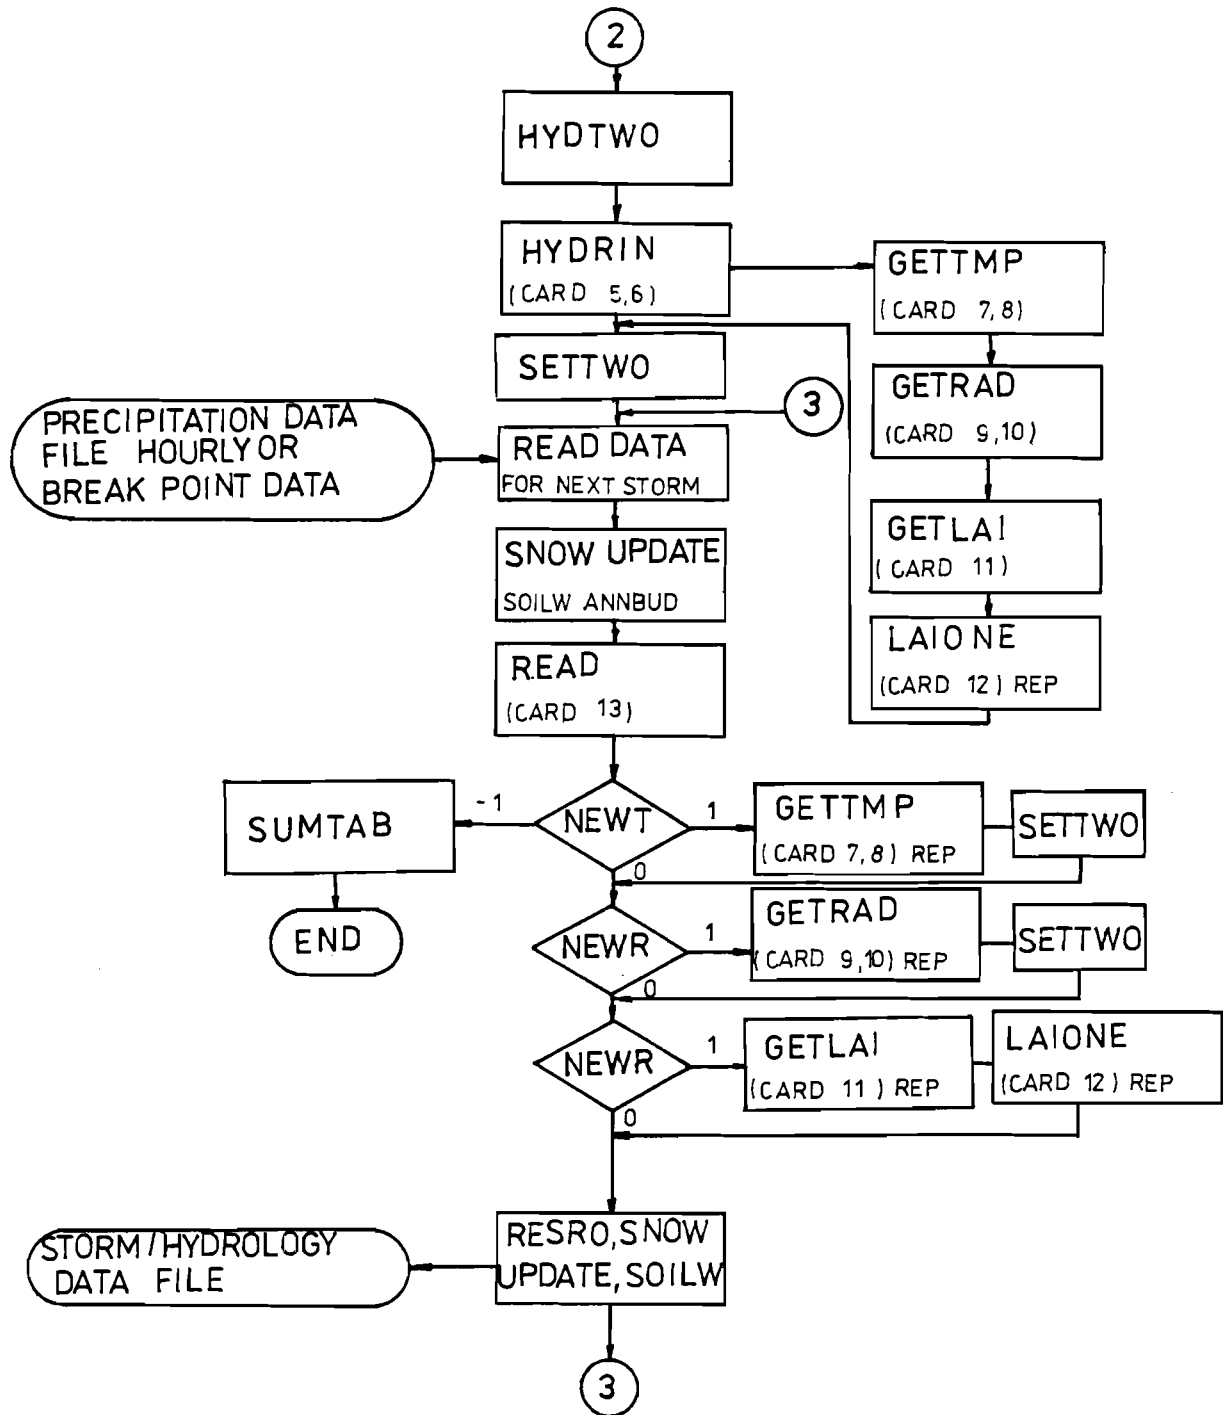 2
HYDTWO
HYDRIN
(CARD 5,6)
GETTMP
(CARD 7,8)
SETTWO
GETRAD
(CARD 9,10)
3
PRECIPITATION DATA
FILE HOURLY OR
BREAK POINT DATA
READ DATA
FOR NEXT STORM
GETLAI
(CARD 11)
SNOW UPDATE
SOILW ANNBUD
LAIONE
(CARD 12) REP
READ
(CARD 13)
SUMTAB
-1
NEWT
1
GETTMP
(CARD 7,8) REP
SETTWO
0
END
NEWR
1
GETRAD
(CARD 9,10) REP
SETTWO
0
NEWR
1
GETLAI
(CARD 11) REP
LAIONE
(CARD 12) REP
0
STORM/HYDROLOGY
DATA FILE
RESRO,SNOW
UPDATE,SOILW
3